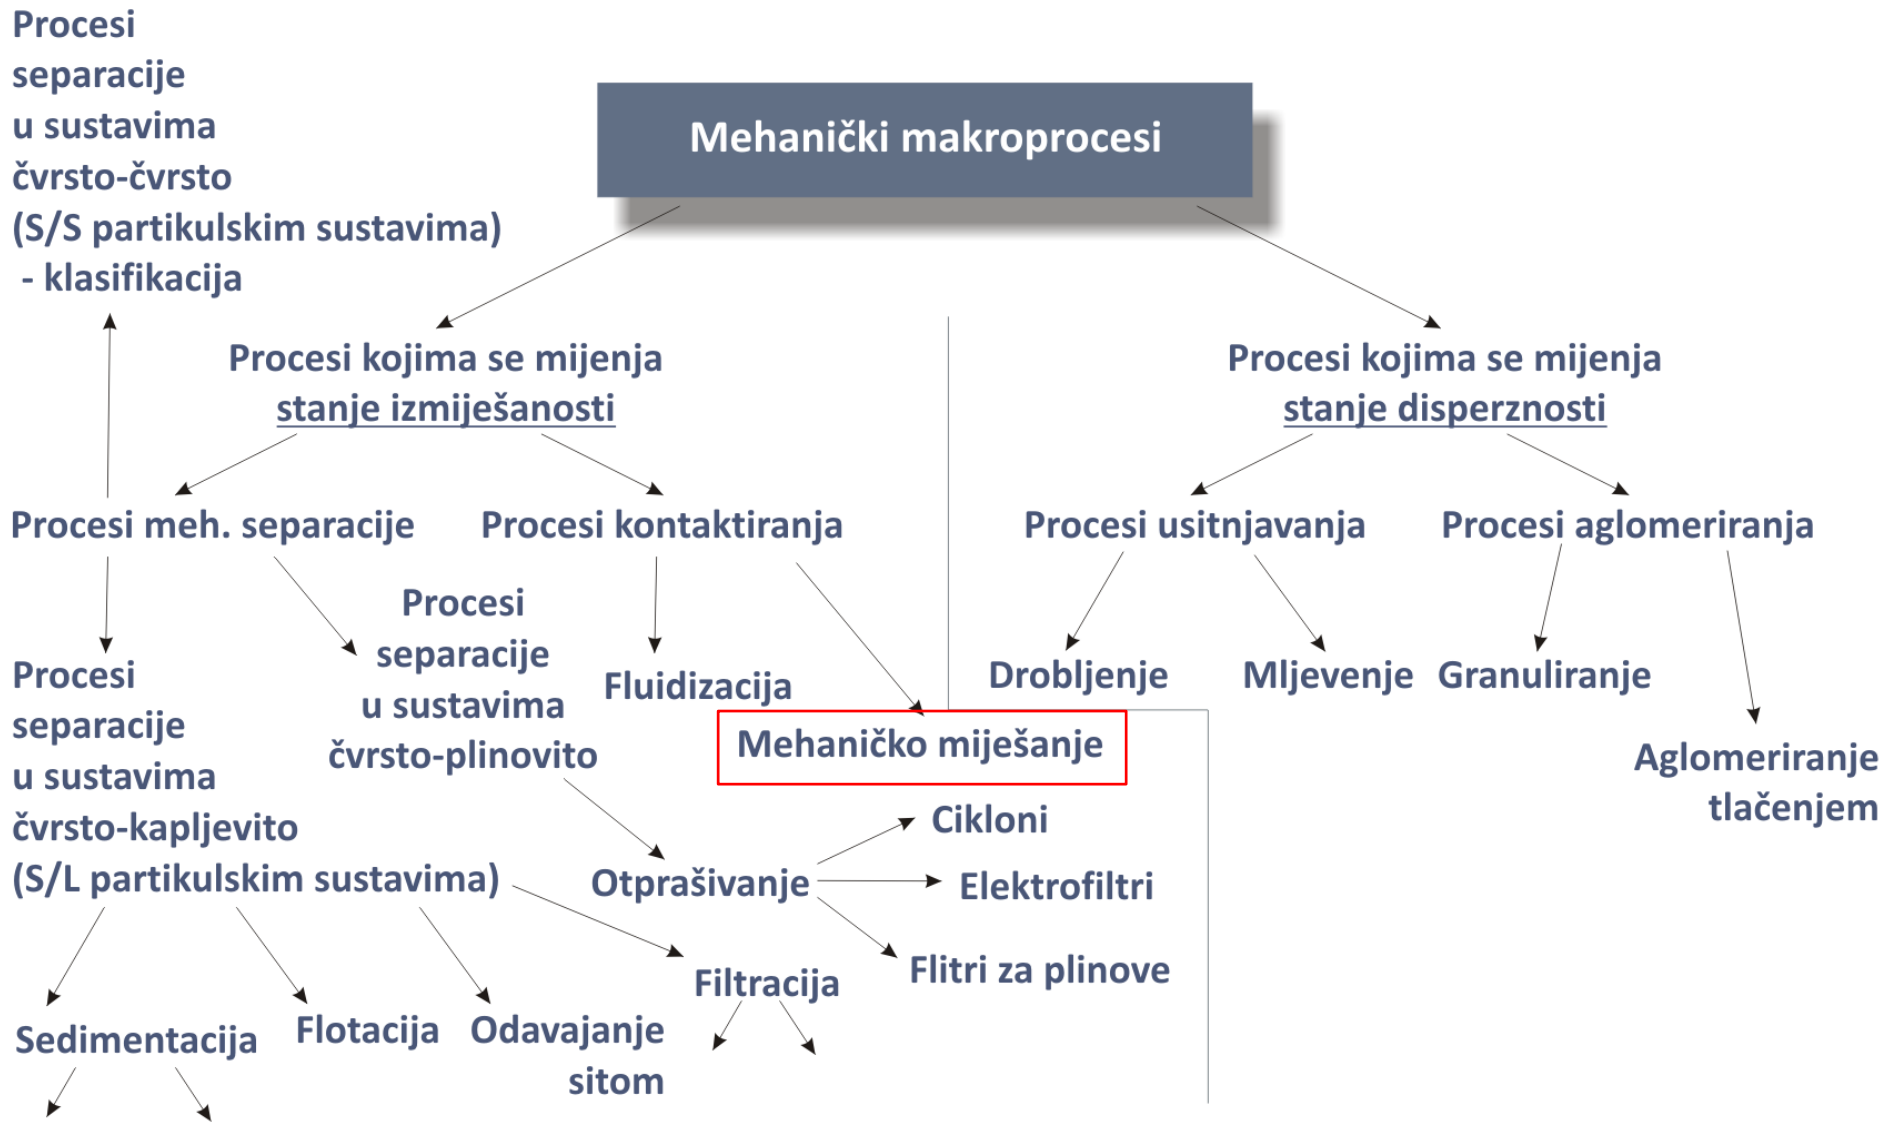 Procesi
separacije
u sustavima
čvrsto-čvrsto
(S/S partikulskim sustavima)
- klasifikacija
Mehanički makroprocesi
Procesi kojima se mijenja
stanje izmiješanosti
Procesi kojima se mijenja
stanje disperznosti
Procesi meh. separacije
Procesi kontaktiranja
Procesi usitnjavanja
Procesi aglomeriranja
Procesi
separacije
u sustavima
čvrsto-plinovito
Fluidizacija
Mehaničko miješanje
Drobljenje
Mljevenje
Granuliranje
Aglomeriranje
tlačenjem
Procesi
separacije
u sustavima
čvrsto-kapljevito
(S/L partikulskim sustavima)
Otprašivanje
Cikloni
Elektrofiltri
Flitri za plinove
Sedimentacija
Flotacija
Odavajanje
sitom
Filtracija